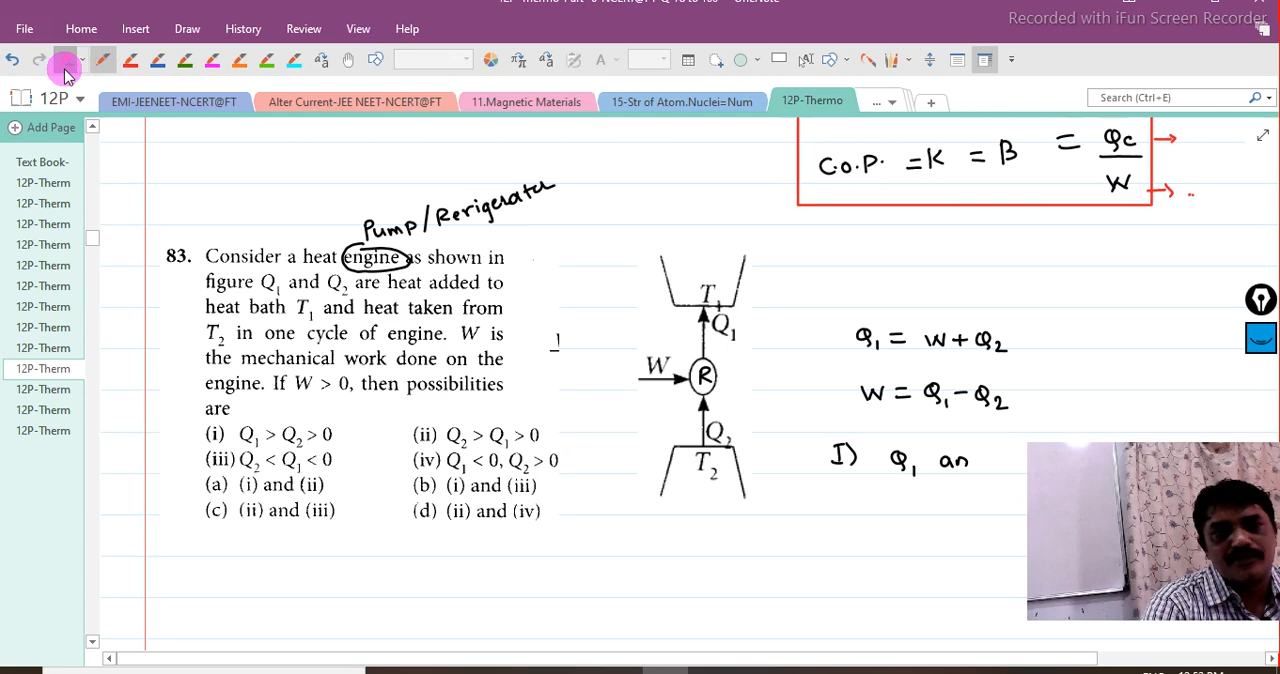 Recorded with iFun Screen Recorder
File Home Insert Draw History Review View Help
12P
EMI-JEENEET-NCERT@FT
Alter Current-JEE NEET-NCERT@FT
11.Magnetic Materials
15-Str of Atom.Nuclei=Num
12P-Thermo
...
Search (Ctrl+E)
Add Page
Text Book-
12P-Therm
12P-Therm
12P-Therm
12P-Therm
12P-Therm
12P-Therm
12P-Therm
12P-Therm
12P-Therm
12P-Therm
12P-Therm
12P-Therm
12P-Therm
C.O.P. = K = B = Qc / W
Pump/Rerigerator
83. Consider a heat engine as shown in
figure Q₁ and Q₂ are heat added to
heat bath T₁ and heat taken from
T₂ in one cycle of engine. W is
the mechanical work done on the
engine. If W > 0, then possibilities
are
(i) Q₁ > Q₂ > 0 (ii) Q₂ > Q₁ > 0
(iii) Q₂ < Q₁ < 0 (iv) Q₁ < 0, Q₂ > 0
(a) (i) and (ii) (b) (i) and (iii)
(c) (ii) and (iii) (d) (ii) and (iv)
T₁
Q₁
W
R
Q₂
T₂
Q₁ = W + Q₂
W = Q₁ - Q₂
I) Q₁ an